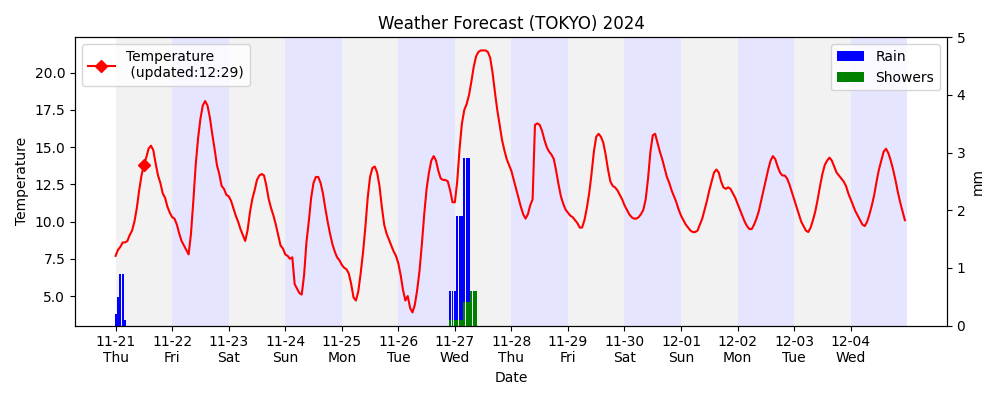 Weather Forecast (TOKYO) 2024
Temperature
(updated:12:29)
Rain
Showers
Temperature
20.0
17.5
15.0
12.5
10.0
7.5
5.0
5
4
3
2
1
0
mm
11-21 11-22 11-23 11-24 11-25 11-26 11-27 11-28 11-29 11-30 12-01 12-02 12-03 12-04
Thu Fri Sat Sun Mon Tue Wed Thu Fri Sat Sun Mon Tue Wed
Date